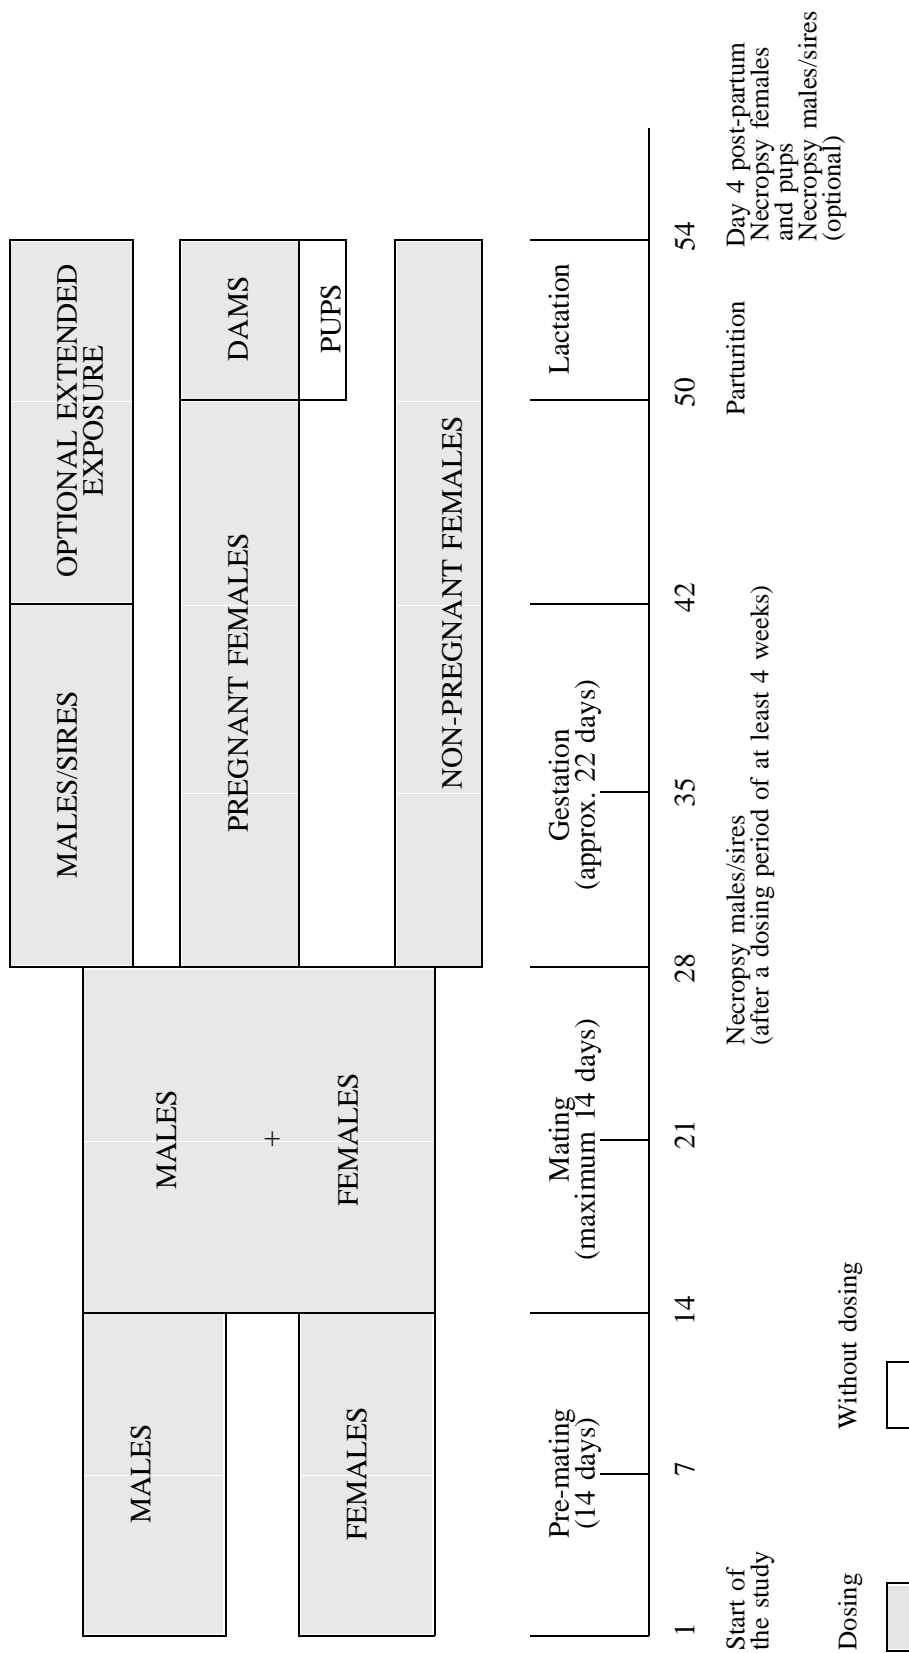 OPTIONAL EXTENDED
EXPOSURE
MALES/SIRES
MALES
MALES
+
FEMALES
FEMALES
PREGNANT FEMALES
DAMS
PUPS
NON-PREGNANT FEMALES
Pre-mating
(14 days)
Mating
(maximum 14 days)
Gestation
(approx. 22 days)
Lactation
1
7
14
21
28
35
42
50
54
Start of
the study
Necropsy males/sires
(after a dosing period of at least 4 weeks)
Parturition
Day 4 post-partum
Necropsy females
and pups
Necropsy males/sires
(optional)
Dosing
Without dosing